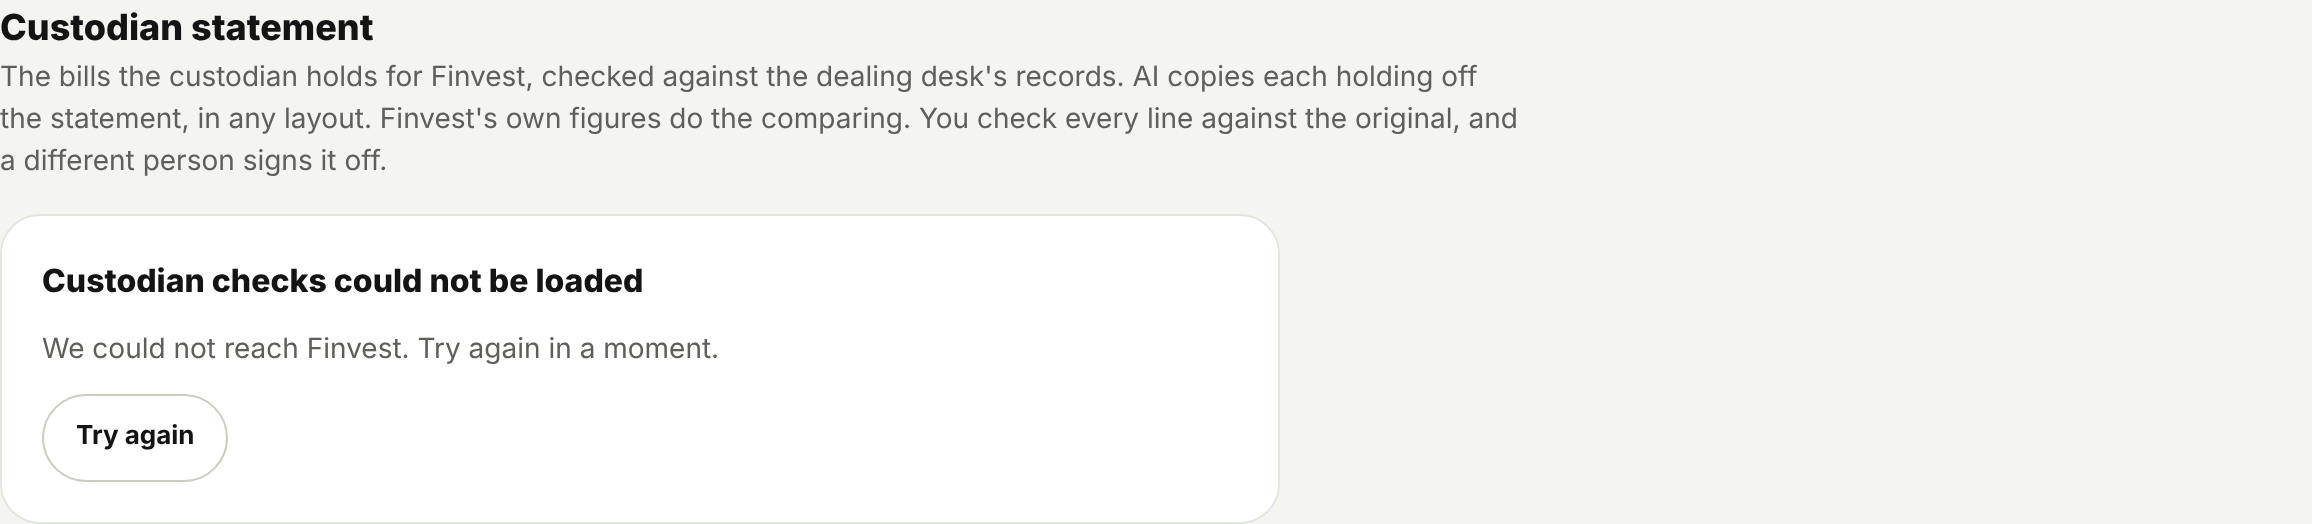 Custodian statement
The bills the custodian holds for Finvest, checked against the dealing desk's records. AI copies each holding off
the statement, in any layout. Finvest's own figures do the comparing. You check every line against the original, and
a different person signs it off.
Custodian checks could not be loaded
We could not reach Finvest. Try again in a moment.
Try again